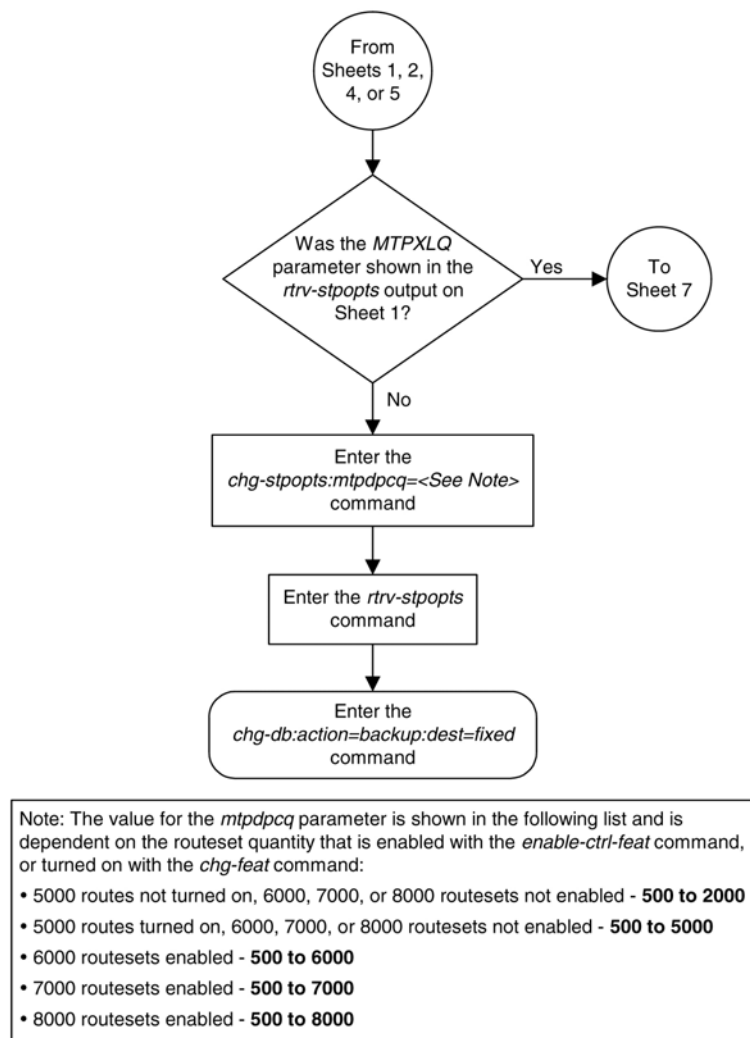 From
Sheets 1, 2,
4, or 5
Was the MTPXLQ
parameter shown in the
rtrv-stpopts output on
Sheet 1?
Yes
To
Sheet 7
No
Enter the
chg-stpopts:mtpdpcq=<See Note>
command
Enter the rtrv-stpopts
command
Enter the
chg-db:action=backup:dest=fixed
command
Note: The value for the mtpdpcq parameter is shown in the following list and is
dependent on the routeset quantity that is enabled with the enable-ctrl-feat command,
or turned on with the chg-feat command:
• 5000 routes not turned on, 6000, 7000, or 8000 routesets not enabled - 500 to 2000
• 5000 routes turned on, 6000, 7000, or 8000 routesets not enabled - 500 to 5000
• 6000 routesets enabled - 500 to 6000
• 7000 routesets enabled - 500 to 7000
• 8000 routesets enabled - 500 to 8000